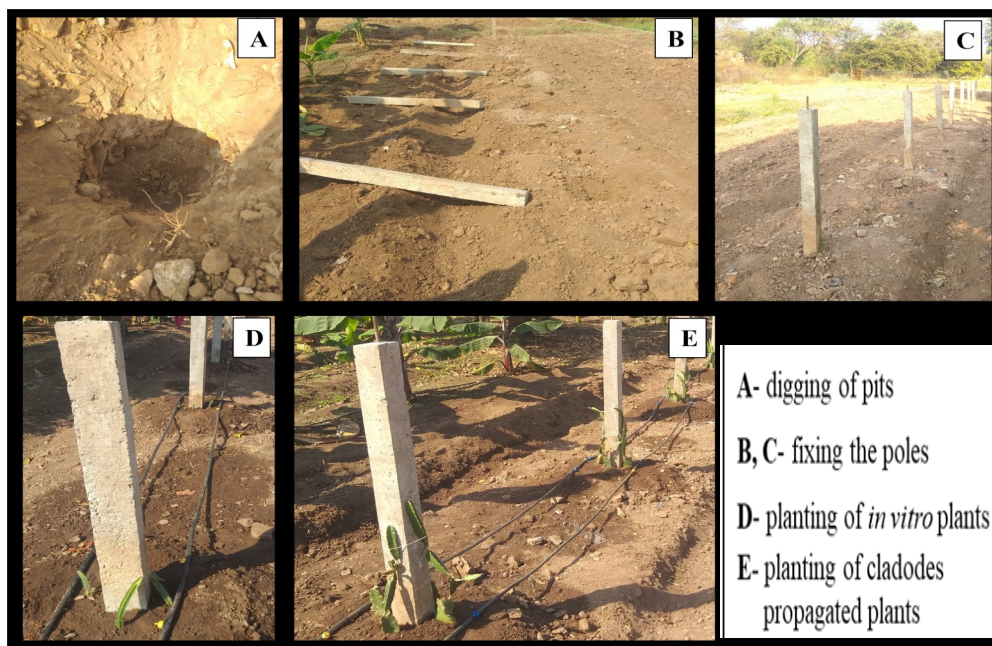 A
B
C
D
E
A- digging of pits
B, C- fixing the poles
D- planting of in vitro plants
E- planting of cladodes
propagated plants